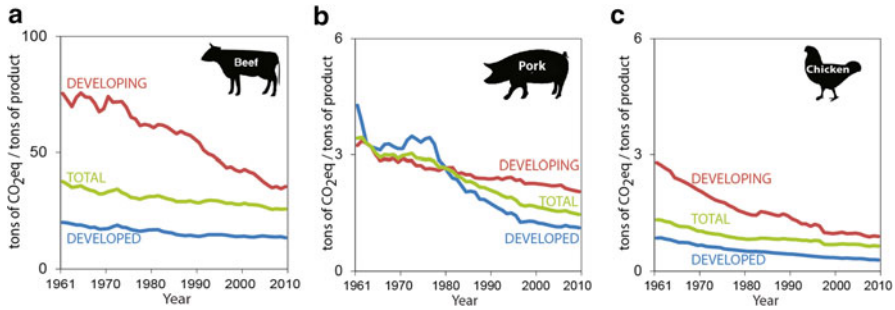 a
tons of CO2eq / tons of product
100
50
0
Beef
DEVELOPING
TOTAL
DEVELOPED
1961 1970 1980 1990 2000 2010
Year
b
tons of CO2eq / tons of product
6
3
0
Pork
DEVELOPING
TOTAL
DEVELOPED
1961 1970 1980 1990 2000 2010
Year
c
tons of CO2eq / tons of product
6
3
0
Chicken
DEVELOPING
TOTAL
DEVELOPED
1961 1970 1980 1990 2000 2010
Year